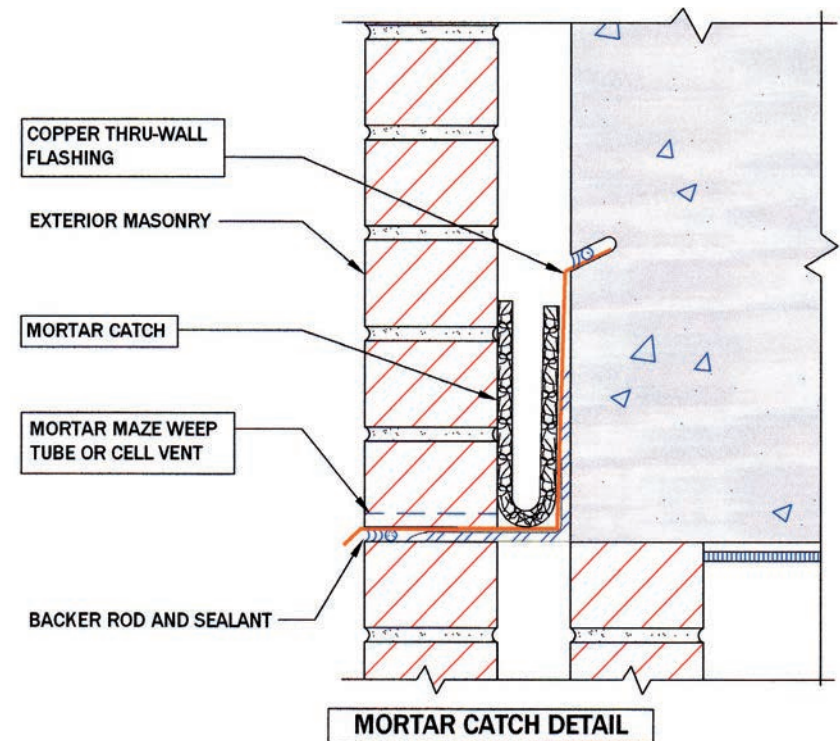 COPPER THRU-WALL
FLASHING
EXTERIOR MASONRY
MORTAR CATCH
MORTAR MAZE WEEP
TUBE OR CELL VENT
BACKER ROD AND SEALANT
MORTAR CATCH DETAIL